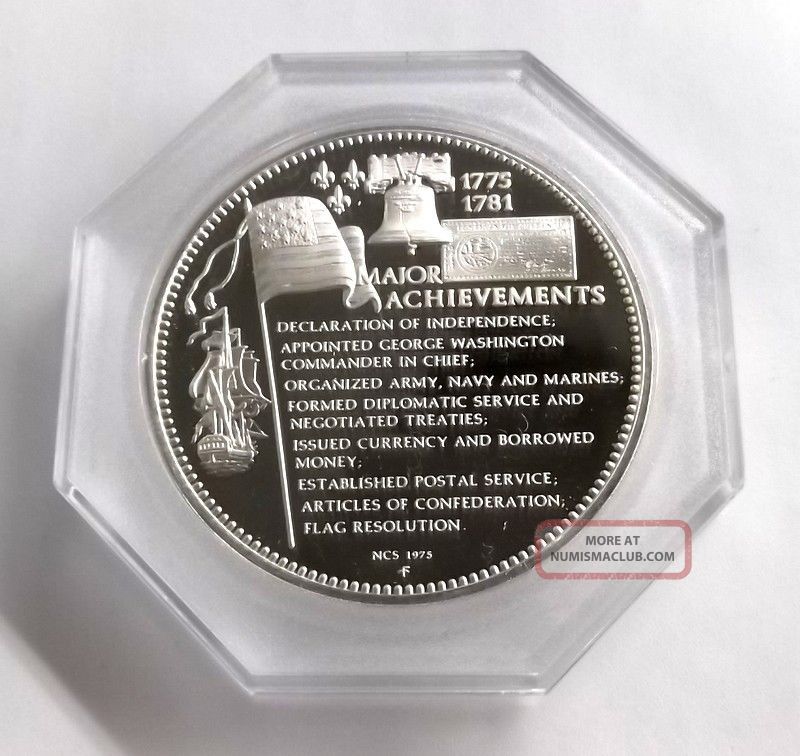 1775
1781
MAJOR
ACHIEVEMENTS
DECLARATION OF INDEPENDENCE;
APPOINTED GEORGE WASHINGTON
COMMANDER IN CHIEF;
ORGANIZED ARMY, NAVY AND MARINES;
FORMED DIPLOMATIC SERVICE AND
NEGOTIATED TREATIES;
ISSUED CURRENCY AND BORROWED
MONEY;
ESTABLISHED POSTAL SERVICE;
ARTICLES OF CONFEDERATION;
FLAG RESOLUTION.
NCS 1975
F
MORE AT
NUMISMACLUB.COM